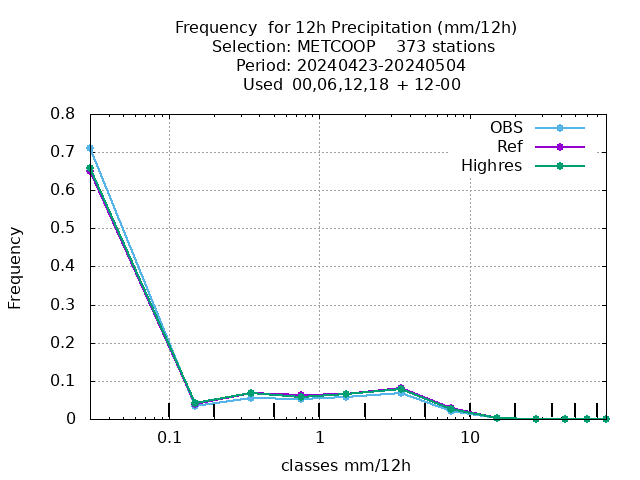 Frequency  for 12h Precipitation (mm/12h)
Selection: METCOOP    373 stations
Period: 20240423-20240504
Used  00,06,12,18  + 12-00
OBS
Ref
Highres
0.8
0.7
0.6
0.5
0.4
0.3
0.2
0.1
0
Frequency
0.1
1
10
classes mm/12h